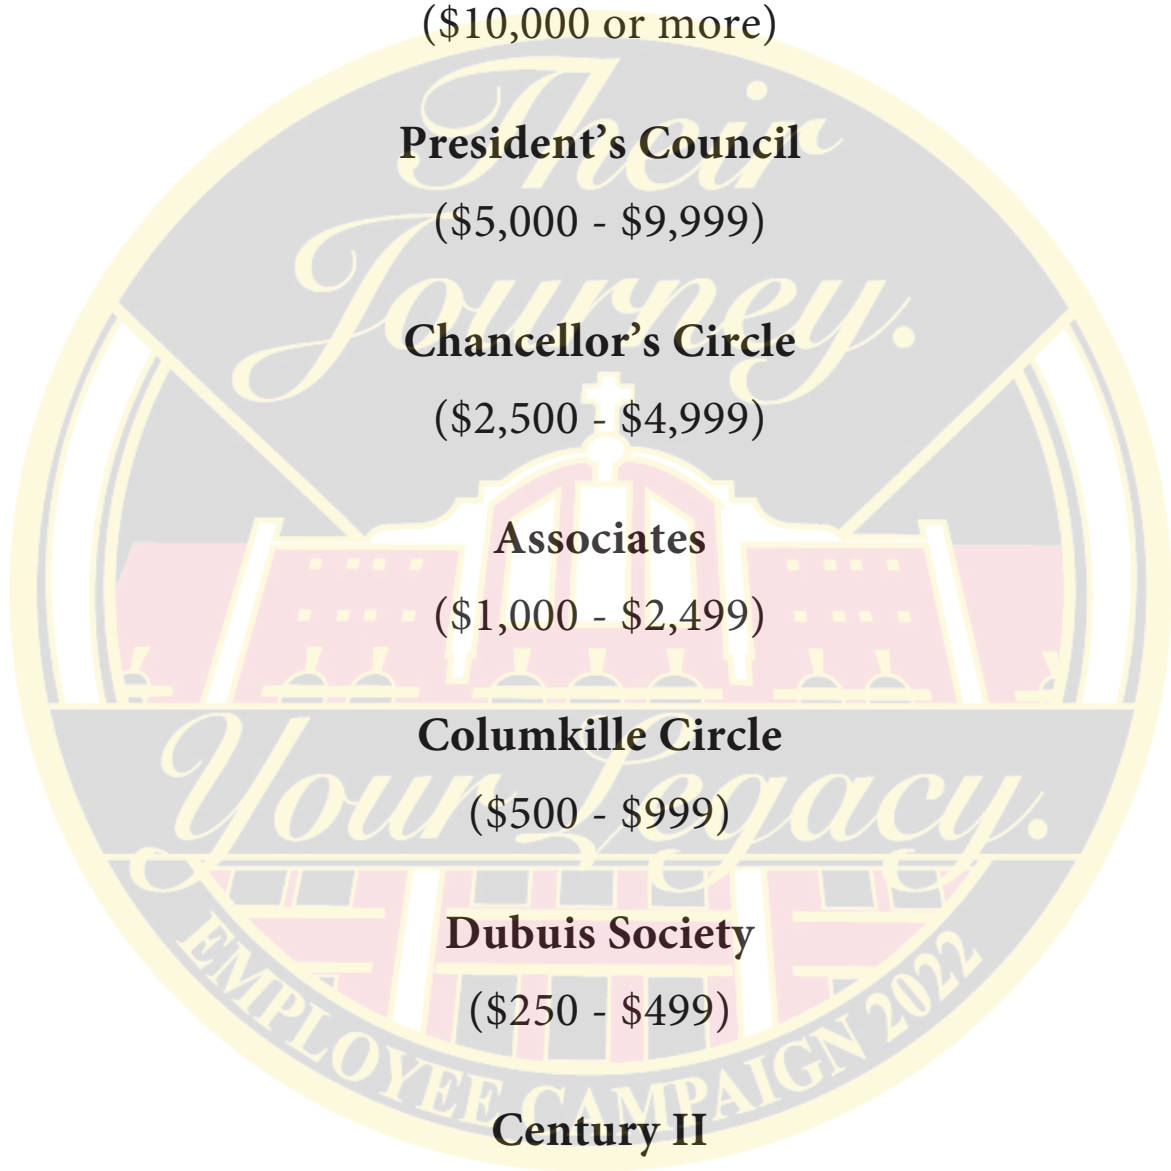 ($10,000 or more)
Their
President’s Council
($5,000 - $9,999)
Journey.
Chancellor’s Circle
($2,500 - $4,999)
Associates
($1,000 - $2,499)
Columkille Circle
Your Legacy.
($500 - $999)
Dubuis Society
($250 - $499)
EMPLOYEE CAMPAIGN 2022
Century II